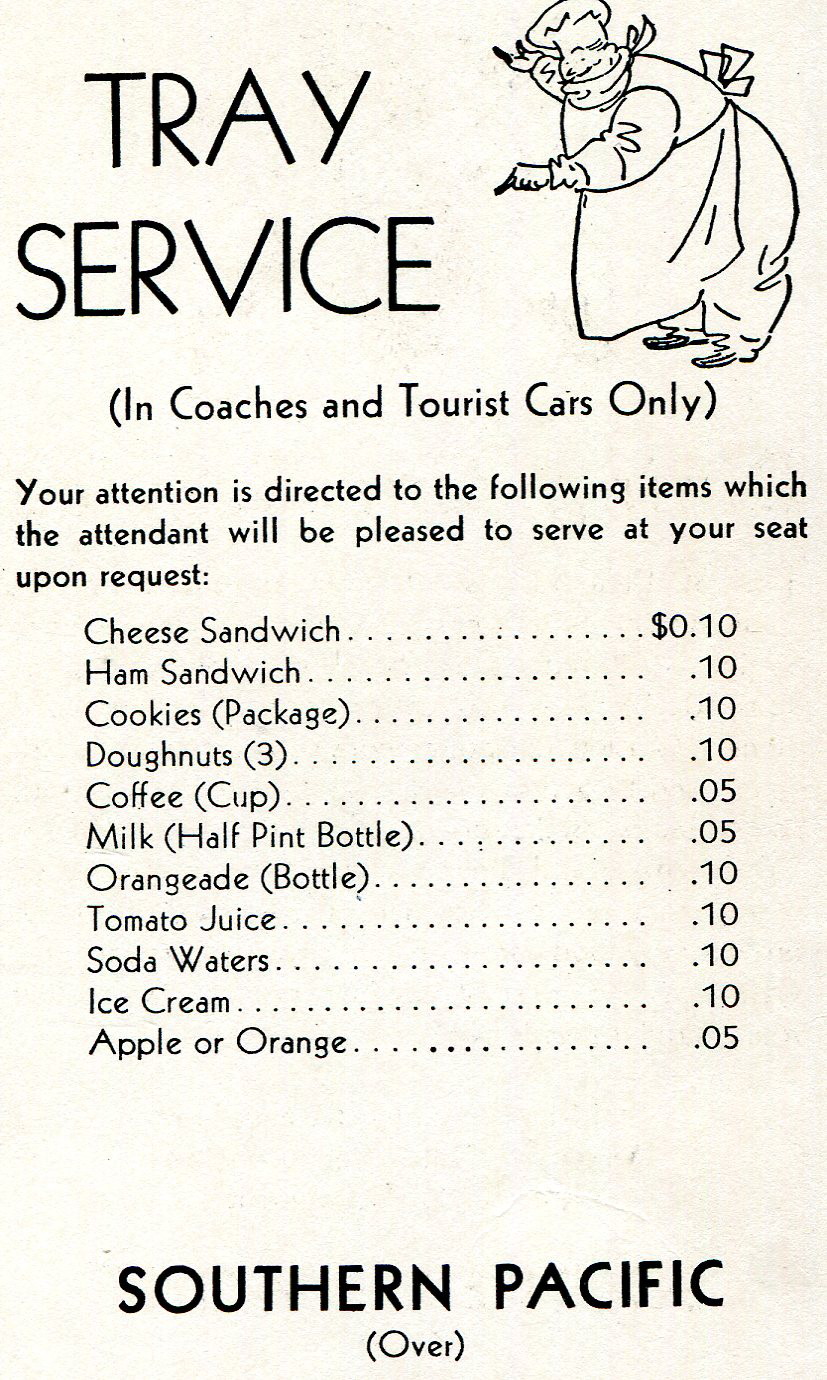 TRAY
SERVICE
(In Coaches and Tourist Cars Only)
Your attention is directed to the following items which
the attendant will be pleased to serve at your seat
upon request:
Cheese Sandwich. . . . . . . . . . . . . . . . . .$0.10
Ham Sandwich. . . . . . . . . . . . . . . . . . . . .10
Cookies (Package). . . . . . . . . . . . . . . . . .10
Doughnuts (3). . . . . . . . . . . . . . . . . . . . .10
Coffee (Cup). . . . . . . . . . . . . . . . . . . . . .05
Milk (Half Pint Bottle). . . . . . . . . . . . . . .05
Orangeade (Bottle). . . . . . . . . . . . . . . . .10
Tomato Juice. . . . . . . . . . . . . . . . . . . . . .10
Soda Waters. . . . . . . . . . . . . . . . . . . . . .10
Ice Cream. . . . . . . . . . . . . . . . . . . . . . . .10
Apple or Orange. . . . . . . . . . . . . . . . . . .05
SOUTHERN PACIFIC
(Over)